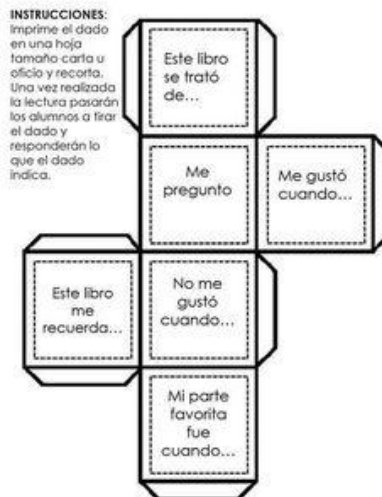 INSTRUCCIONES:
Imprime el dado
en una hoja
tamaño carta u
oficio y recorta.
Una vez realizada
la lectura pasarán
los alumnos a tirar
el dado y
responderán lo
que el dado
indica.
Este libro
se trató
de...
Me
pregunto
Me gustó
cuando...
Este libro
me
recuerda...
No me
gustó
cuando...
Mi parte
favorita
fue
cuando...